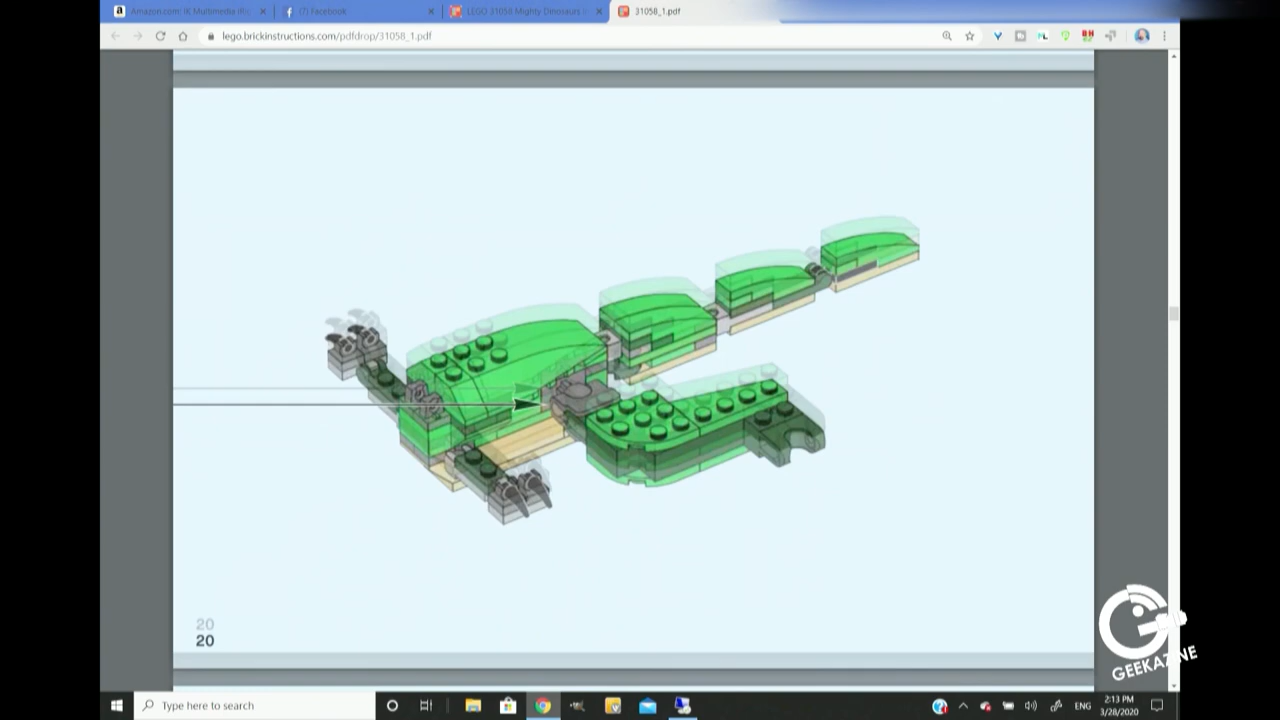 a Amazon.com: IK Multimedia iRig
(7) Facebook
LEGO 31058 Mighty Dinosaurs
31058_1.pdf
lego.brickinstructions.com/pdfdrop/31058_1.pdf
20
20
GEEKAZINE
Type here to search
ENG
2:13 PM
3/28/2020